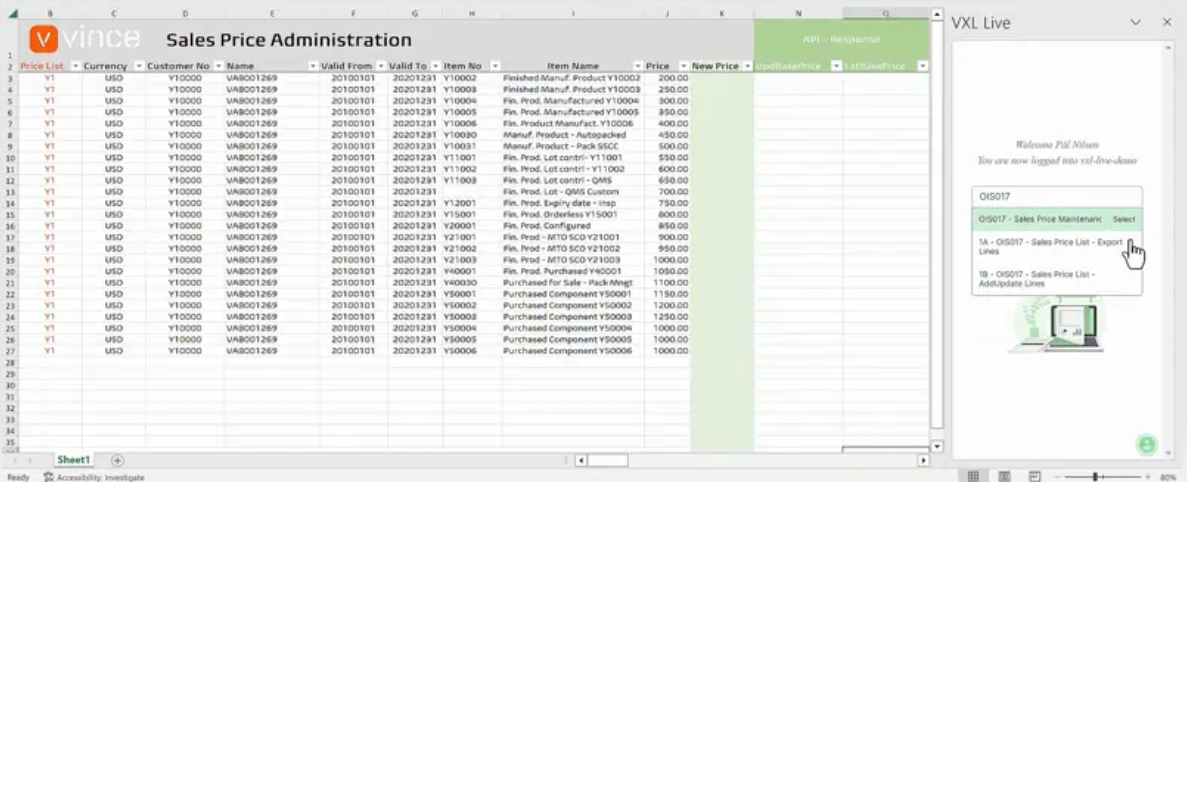 B C D E F G H I J K N Q
VXL Live
vince Sales Price Administration API - Response
1
2 Price List Currency Customer No Name Valid From Valid To Item No Item Name Price New Price UpdBasePrice LstBasePrice
3 Y1 USD Y10000 VAB001269 20100101 20201231 Y10002 Finished Manuf. Product Y10002 200.00
4 Y1 USD Y10000 VAB001269 20100101 20201231 Y10003 Finished Manuf. Product Y10003 250.00
5 Y1 USD Y10000 VAB001269 20100101 20201231 Y10004 Fin. Prod. Manufactured Y10004 300.00
6 Y1 USD Y10000 VAB001269 20100101 20201231 Y10005 Fin. Prod. Manufactured Y10005 350.00
7 Y1 USD Y10000 VAB001269 20100101 20201231 Y10006 Fin. Product Manufact. Y10006 400.00
8 Y1 USD Y10000 VAB001269 20100101 20201231 Y10030 Manuf. Product - Autopacked 450.00
9 Y1 USD Y10000 VAB001269 20100101 20201231 Y10031 Manuf. Product - Pack SSCC 500.00
10 Y1 USD Y10000 VAB001269 20100101 20201231 Y11001 Fin. Prod. Lot contrl- Y11001 550.00
11 Y1 USD Y10000 VAB001269 20100101 20201231 Y11002 Fin. Prod. Lot contrl - Y11002 600.00
12 Y1 USD Y10000 VAB001269 20100101 20201231 Y11003 Fin. Prod. Lot contrl - QMS 650.00
13 Y1 USD Y10000 VAB001269 20100101 20201231 Fin. Prod. Lot - QMS Custom 700.00
14 Y1 USD Y10000 VAB001269 20100101 20201231 Y12001 Fin. Prod. Expiry date - Insp 750.00
15 Y1 USD Y10000 VAB001269 20100101 20201231 Y15001 Fin. Prod. Orderless Y15001 800.00
16 Y1 USD Y10000 VAB001269 20100101 20201231 Y20001 Fin. Prod. Configured 850.00
17 Y1 USD Y10000 VAB001269 20100101 20201231 Y21001 Fin. Prod - MTO SCO Y21001 900.00
18 Y1 USD Y10000 VAB001269 20100101 20201231 Y21002 Fin. Prod - MTO SCO Y21002 950.00
19 Y1 USD Y10000 VAB001269 20100101 20201231 Y21003 Fin. Prod - MTO SCO Y21003 1000.00
20 Y1 USD Y10000 VAB001269 20100101 20201231 Y40001 Fin. Prod. Purchased Y40001 1050.00
21 Y1 USD Y10000 VAB001269 20100101 20201231 Y40030 Purchased for Sale - Pack Mngt 1100.00
22 Y1 USD Y10000 VAB001269 20100101 20201231 Y50001 Purchased Component Y50001 1150.00
23 Y1 USD Y10000 VAB001269 20100101 20201231 Y50002 Purchased Component Y50002 1200.00
24 Y1 USD Y10000 VAB001269 20100101 20201231 Y50003 Purchased Component Y50003 1250.00
25 Y1 USD Y10000 VAB001269 20100101 20201231 Y50004 Purchased Component Y50004 1000.00
26 Y1 USD Y10000 VAB001269 20100101 20201231 Y50005 Purchased Component Y50005 1000.00
27 Y1 USD Y10000 VAB001269 20100101 20201231 Y50006 Purchased Component Y50006 1000.00
28
29
30
31
32
33
34
35
Welcome Pål Nilsen
You are now logged into vxl-live-demo
OIS017
OIS017 - Sales Price Maintenanc Select
1A - OIS017 - Sales Price List - Export
Lines
1B - OIS017 - Sales Price List -
AddUpdate Lines
Sheet1
Ready Accessibility: Investigate 80%